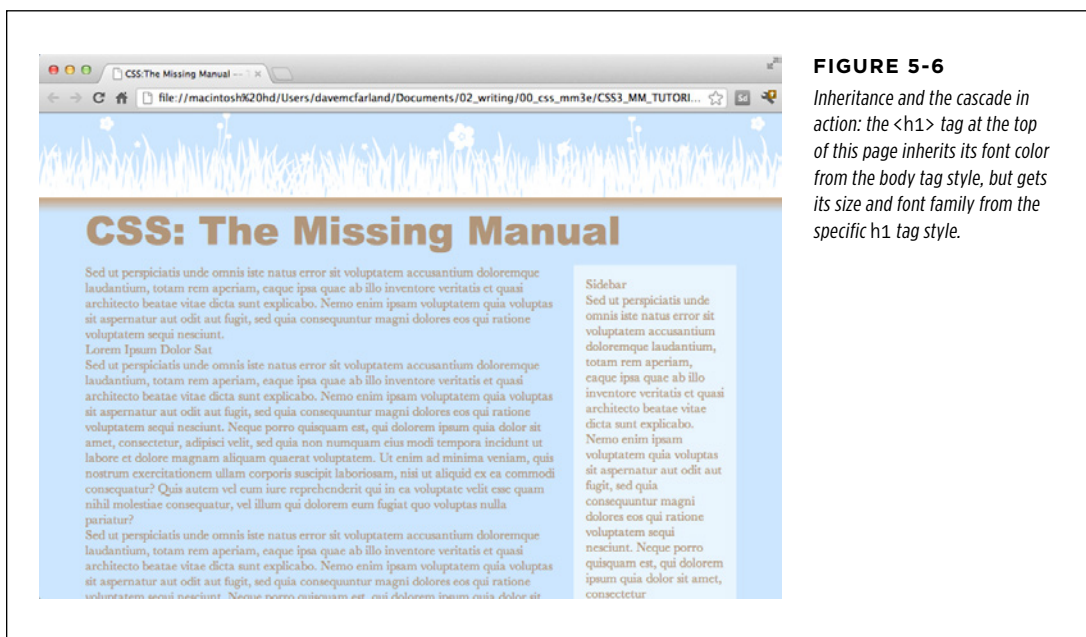 CSS:The Missing Manual —
file://macintosh%20hd/Users/davemcfarland/Documents/02_writing/00_css_mm3e/CSS3_MM_TUTORI...
Sd
CSS: The Missing Manual
Sed ut perspiciatis unde omnis iste natus error sit voluptatem accusantium doloremque
laudantium, totam rem aperiam, eaque ipsa quae ab illo inventore veritatis et quasi
architecto beatae vitae dicta sunt explicabo. Nemo enim ipsam voluptatem quia voluptas
sit aspernatur aut odit aut fugit, sed quia consequuntur magni dolores eos qui ratione
voluptatem sequi nesciunt.
Lorem Ipsum Dolor Sat
Sed ut perspiciatis unde omnis iste natus error sit voluptatem accusantium doloremque
laudantium, totam rem aperiam, eaque ipsa quae ab illo inventore veritatis et quasi
architecto beatae vitae dicta sunt explicabo. Nemo enim ipsam voluptatem quia voluptas
sit aspernatur aut odit aut fugit, sed quia consequuntur magni dolores eos qui ratione
voluptatem sequi nesciunt. Neque porro quisquam est, qui dolorem ipsum quia dolor sit
amet, consectetur, adipisci velit, sed quia non numquam eius modi tempora incidunt ut
labore et dolore magnam aliquam quaerat voluptatem. Ut enim ad minima veniam, quis
nostrum exercitationem ullam corporis suscipit laboriosam, nisi ut aliquid ex ea commodi
consequatur? Quis autem vel eum iure reprehenderit qui in ea voluptate velit esse quam
nihil molestiae consequatur, vel illum qui dolorem eum fugiat quo voluptas nulla
pariatur?
Sed ut perspiciatis unde omnis iste natus error sit voluptatem accusantium doloremque
laudantium, totam rem aperiam, eaque ipsa quae ab illo inventore veritatis et quasi
architecto beatae vitae dicta sunt explicabo. Nemo enim ipsam voluptatem quia voluptas
sit aspernatur aut odit aut fugit, sed quia consequuntur magni dolores eos qui ratione
voluptatem sequi nesciunt. Neque porro quisquam est, qui dolorem ipsum quia dolor sit
Sidebar
Sed ut perspiciatis unde
omnis iste natus error sit
voluptatem accusantium
doloremque laudantium,
totam rem aperiam,
eaque ipsa quae ab illo
inventore veritatis et quasi
architecto beatae vitae
dicta sunt explicabo.
Nemo enim ipsam
voluptatem quia voluptas
sit aspernatur aut odit aut
fugit, sed quia
consequuntur magni
dolores eos qui ratione
voluptatem sequi
nesciunt. Neque porro
quisquam est, qui dolorem
ipsum quia dolor sit amet,
consectetur
FIGURE 5-6
Inheritance and the cascade in
action: the <h1> tag at the top
of this page inherits its font color
from the body tag style, but gets
its size and font family from the
specific h1 tag style.